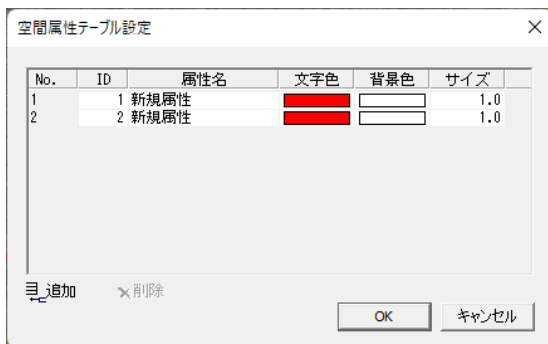 空間属性テーブル設定
No. ID 属性名 文字色 背景色 サイズ
1 1 新規属性 1.0
2 2 新規属性 1.0
追加 削除
OK キャンセル